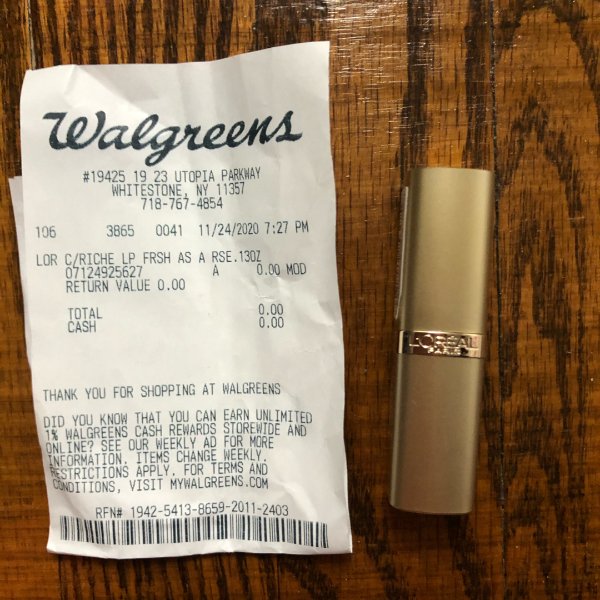 Walgreens
#19425 19 23 UTOPIA PARKWAY
WHITESTONE, NY 11357
718-767-4854
106 3865 0041 11/24/2020 7:27 PM
LOR C/RICHE LP FRSH AS A RSE.13OZ
07124925627 A 0.00 MOD
RETURN VALUE 0.00
TOTAL 0.00
CASH 0.00
THANK YOU FOR SHOPPING AT WALGREENS
DID YOU KNOW THAT YOU CAN EARN UNLIMITED
1% WALGREENS CASH REWARDS STOREWIDE AND
ONLINE? SEE OUR WEEKLY AD FOR MORE
INFORMATION. ITEMS CHANGE WEEKLY.
RESTRICTIONS APPLY. FOR TERMS AND
CONDITIONS, VISIT MYWALGREENS.COM
RFN# 1942-5413-8659-2011-2403
L'ORÉAL
PARIS